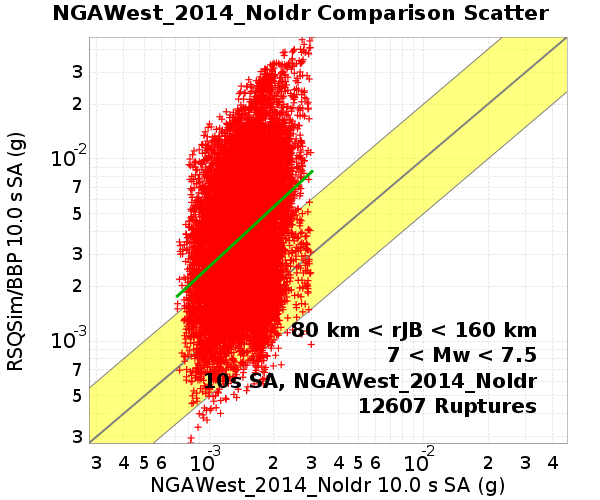 NGAWest_2014_NoIdr Comparison Scatter
RSQSim/BBP 10.0 s SA (g)
3
2
10-2
7
5
3
2
10-3
7
5
3
80 km < rJB < 160 km
7 < Mw < 7.5
10s SA, NGAWest_2014_NoIdr
12607 Ruptures
3 4 5 6 10-3 2 3 4 5 6 10-2 2 3 4
NGAWest_2014_NoIdr 10.0 s SA (g)